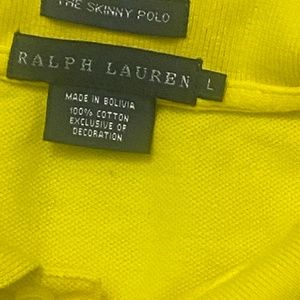 THE SKINNY POLO
RALPH LAUREN
L
MADE IN BOLIVIA
100% COTTON
EXCLUSIVE OF
DECORATION